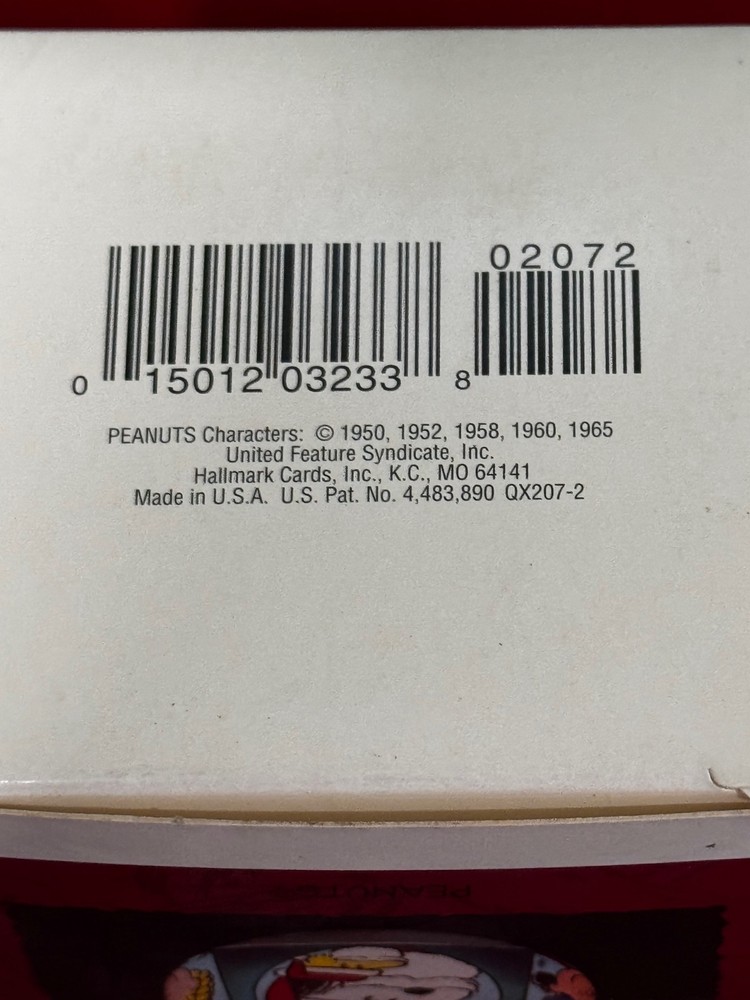 02072
0 15012 03233 8
PEANUTS Characters: © 1950, 1952, 1958, 1960, 1965
United Feature Syndicate, Inc.
Hallmark Cards, Inc., K.C., MO 64141
Made in U.S.A. U.S. Pat. No. 4,483,890 QX207-2
PEANUTS